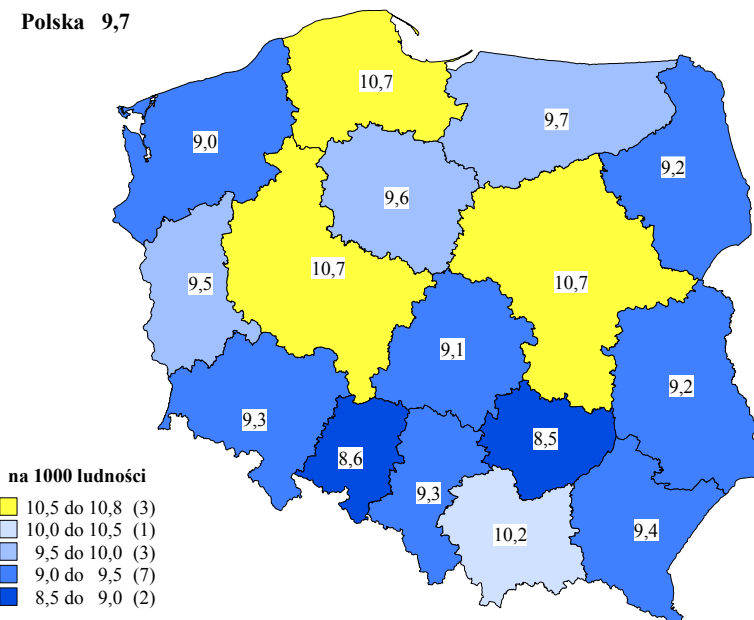 Polska 9,7
10,7
9,7
9,0
9,2
9,6
10,7
9,5
10,7
9,1
9,2
9,3
8,5
8,6
9,3
10,2
9,4
na 1000 ludności
10,5 do 10,8 (3)
10,0 do 10,5 (1)
9,5 do 10,0 (3)
9,0 do 9,5 (7)
8,5 do 9,0 (2)